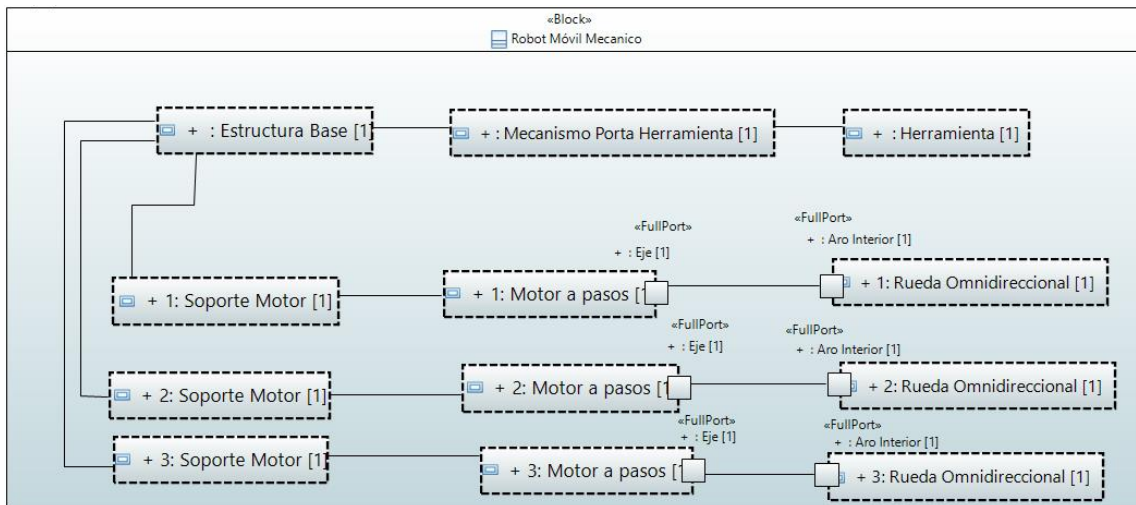 «Block»
Robot Móvil Mecanico
+ : Estructura Base [1]
+ : Mecanismo Porta Herramienta [1]
+ : Herramienta [1]
«FullPort»
+ : Eje [1]
«FullPort»
+ : Aro Interior [1]
+ 1: Soporte Motor [1]
+ 1: Motor a pasos [1
+ 1: Rueda Omnidireccional [1]
«FullPort»
+ : Eje [1]
«FullPort»
+ : Aro Interior [1]
+ 2: Soporte Motor [1]
+ 2: Motor a pasos [1
+ 2: Rueda Omnidireccional [1]
«FullPort»
+ : Eje [1]
«FullPort»
+ : Aro Interior [1]
+ 3: Soporte Motor [1]
+ 3: Motor a pasos [1
+ 3: Rueda Omnidireccional [1]